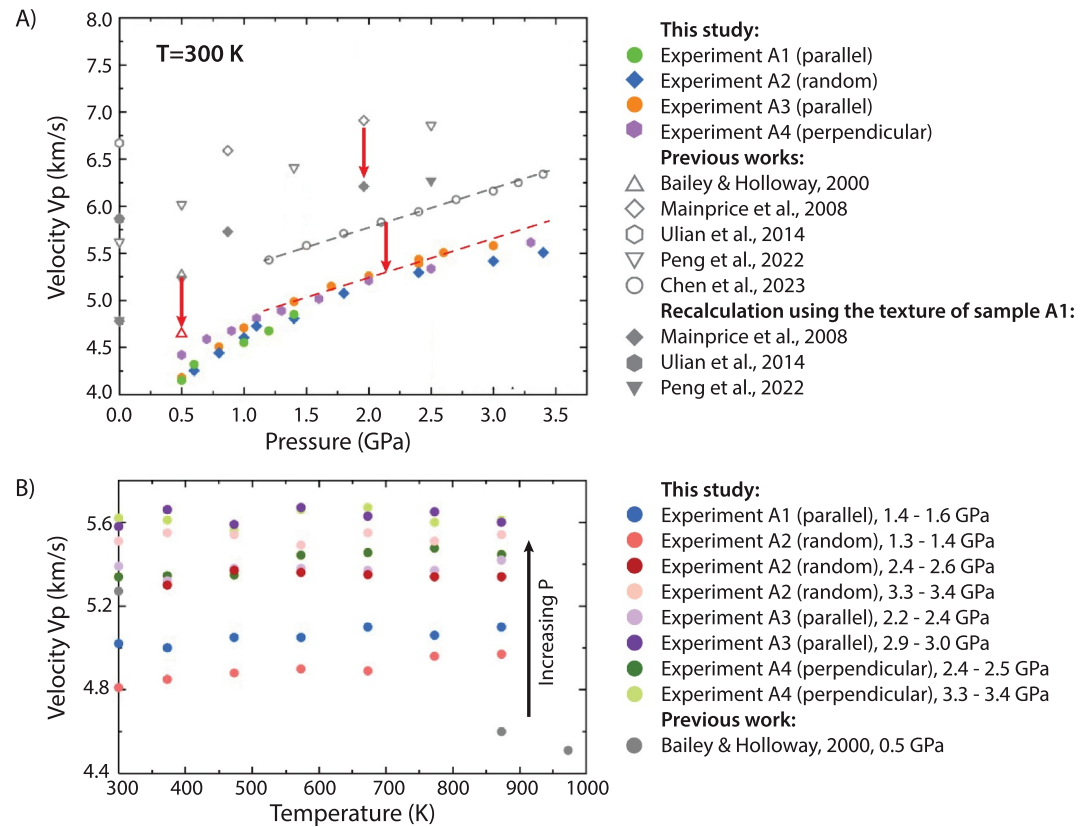 A)
8.0
7.5
7.0
6.5
6.0
5.5
5.0
4.5
4.0
Velocity Vp (km/s)
T=300 K
0.0 0.5 1.0 1.5 2.0 2.5 3.0 3.5
Pressure (GPa)
This study:
Experiment A1 (parallel)
Experiment A2 (random)
Experiment A3 (parallel)
Experiment A4 (perpendicular)
Previous works:
Bailey & Holloway, 2000
Mainprice et al., 2008
Ulian et al., 2014
Peng et al., 2022
Chen et al., 2023
Recalculation using the texture of sample A1:
Mainprice et al., 2008
Ulian et al., 2014
Peng et al., 2022
B)
5.6
5.2
4.8
4.4
Velocity Vp (km/s)
Increasing P
300 400 500 600 700 800 900 1000
Temperature (K)
This study:
Experiment A1 (parallel), 1.4 - 1.6 GPa
Experiment A2 (random), 1.3 - 1.4 GPa
Experiment A2 (random), 2.4 - 2.6 GPa
Experiment A2 (random), 3.3 - 3.4 GPa
Experiment A3 (parallel), 2.2 - 2.4 GPa
Experiment A3 (parallel), 2.9 - 3.0 GPa
Experiment A4 (perpendicular), 2.4 - 2.5 GPa
Experiment A4 (perpendicular), 3.3 - 3.4 GPa
Previous work:
Bailey & Holloway, 2000, 0.5 GPa